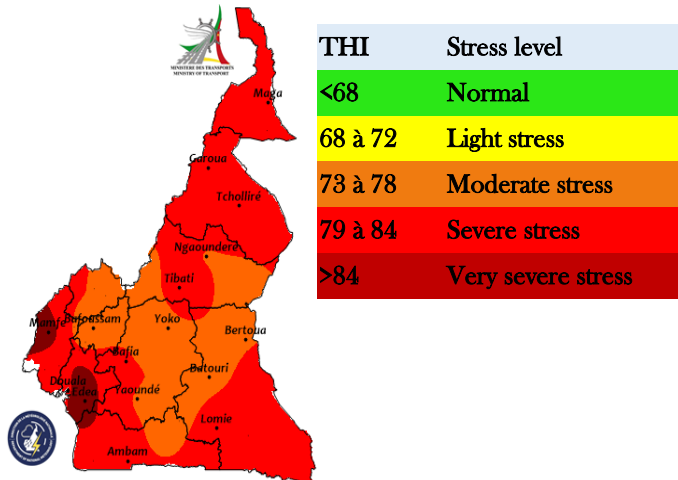 MINISTERE DES TRANSPORTS
MINISTRY OF TRANSPORT
Maga
Garoua
Tcholliré
Ngaounderé
Tibati
Mamfe
Bafoussam
Yoko
Bertoua
Bafia
Batouri
Douala
Edea
Yaoundé
Lomie
Ambam
THI Stress level
<68 Normal
68 à 72 Light stress
73 à 78 Moderate stress
79 à 84 Severe stress
>84 Very severe stress